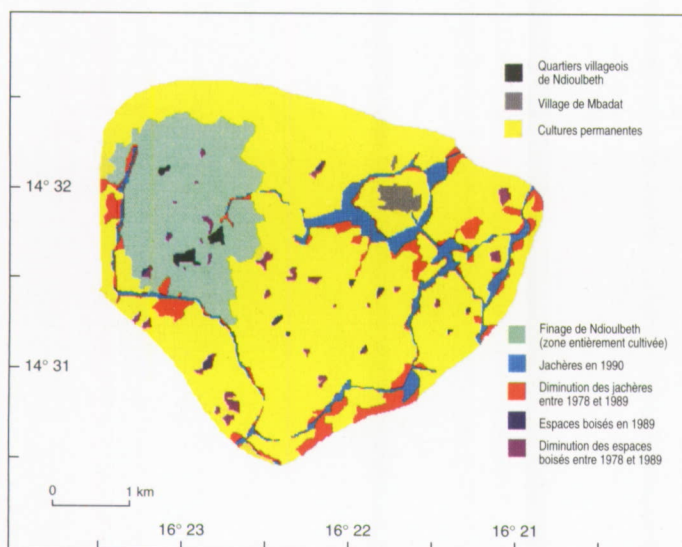 Quartiers villageois
de Ndioulbeth
Village de Mbadat
Cultures permanentes
14° 32
Finage de Ndioulbeth
(zone entièrement cultivée)
14° 31
Jachères en 1990
Diminution des jachères
entre 1978 et 1989
Espaces boisés en 1989
Diminution des espaces
boisés entre 1978 et 1989
0 1 km
16° 23 16° 22 16° 21